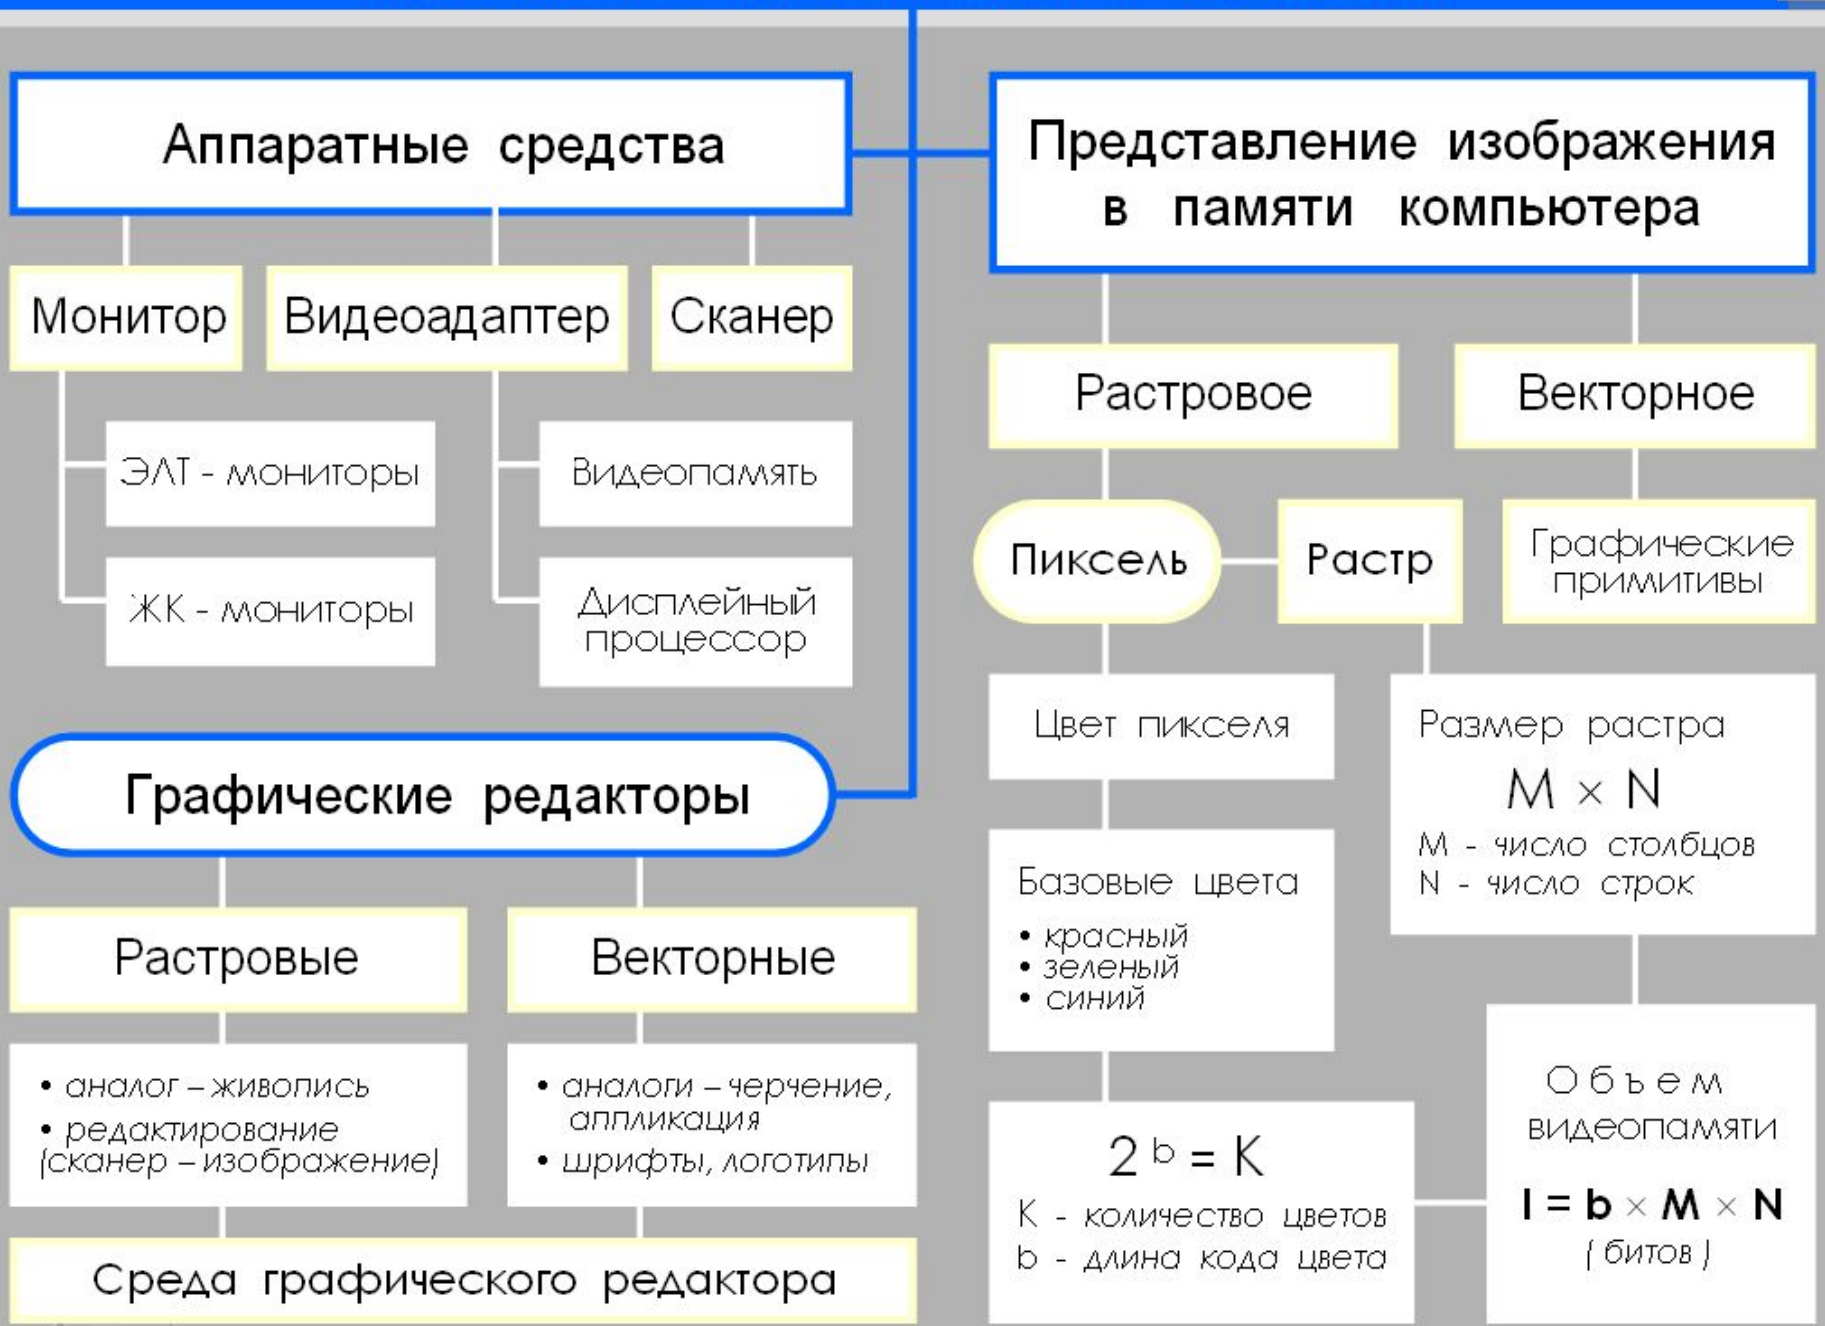 Аппаратные средства
Монитор
Видеоадаптер
Сканер
ЭЛТ - мониторы
ЖК - мониторы
Видеопамять
Дисплейный
процессор
Графические редакторы
Растровые
Векторные
• аналог – живопись
• редактирование
(сканер – изображение)
• аналоги – черчение,
аппликация
• шрифты, логотипы
Среда графического редактора
Представление изображения
в памяти компьютера
Растровое
Векторное
Пиксель
Растр
Графические
примитивы
Цвет пикселя
Размер растра
M × N
M - число столбцов
N - число строк
Базовые цвета
• красный
• зеленый
• синий
2 ᵇ = K
K - количество цветов
b - длина кода цвета
Объем
видеопамяти
I = b × M × N
( битов )